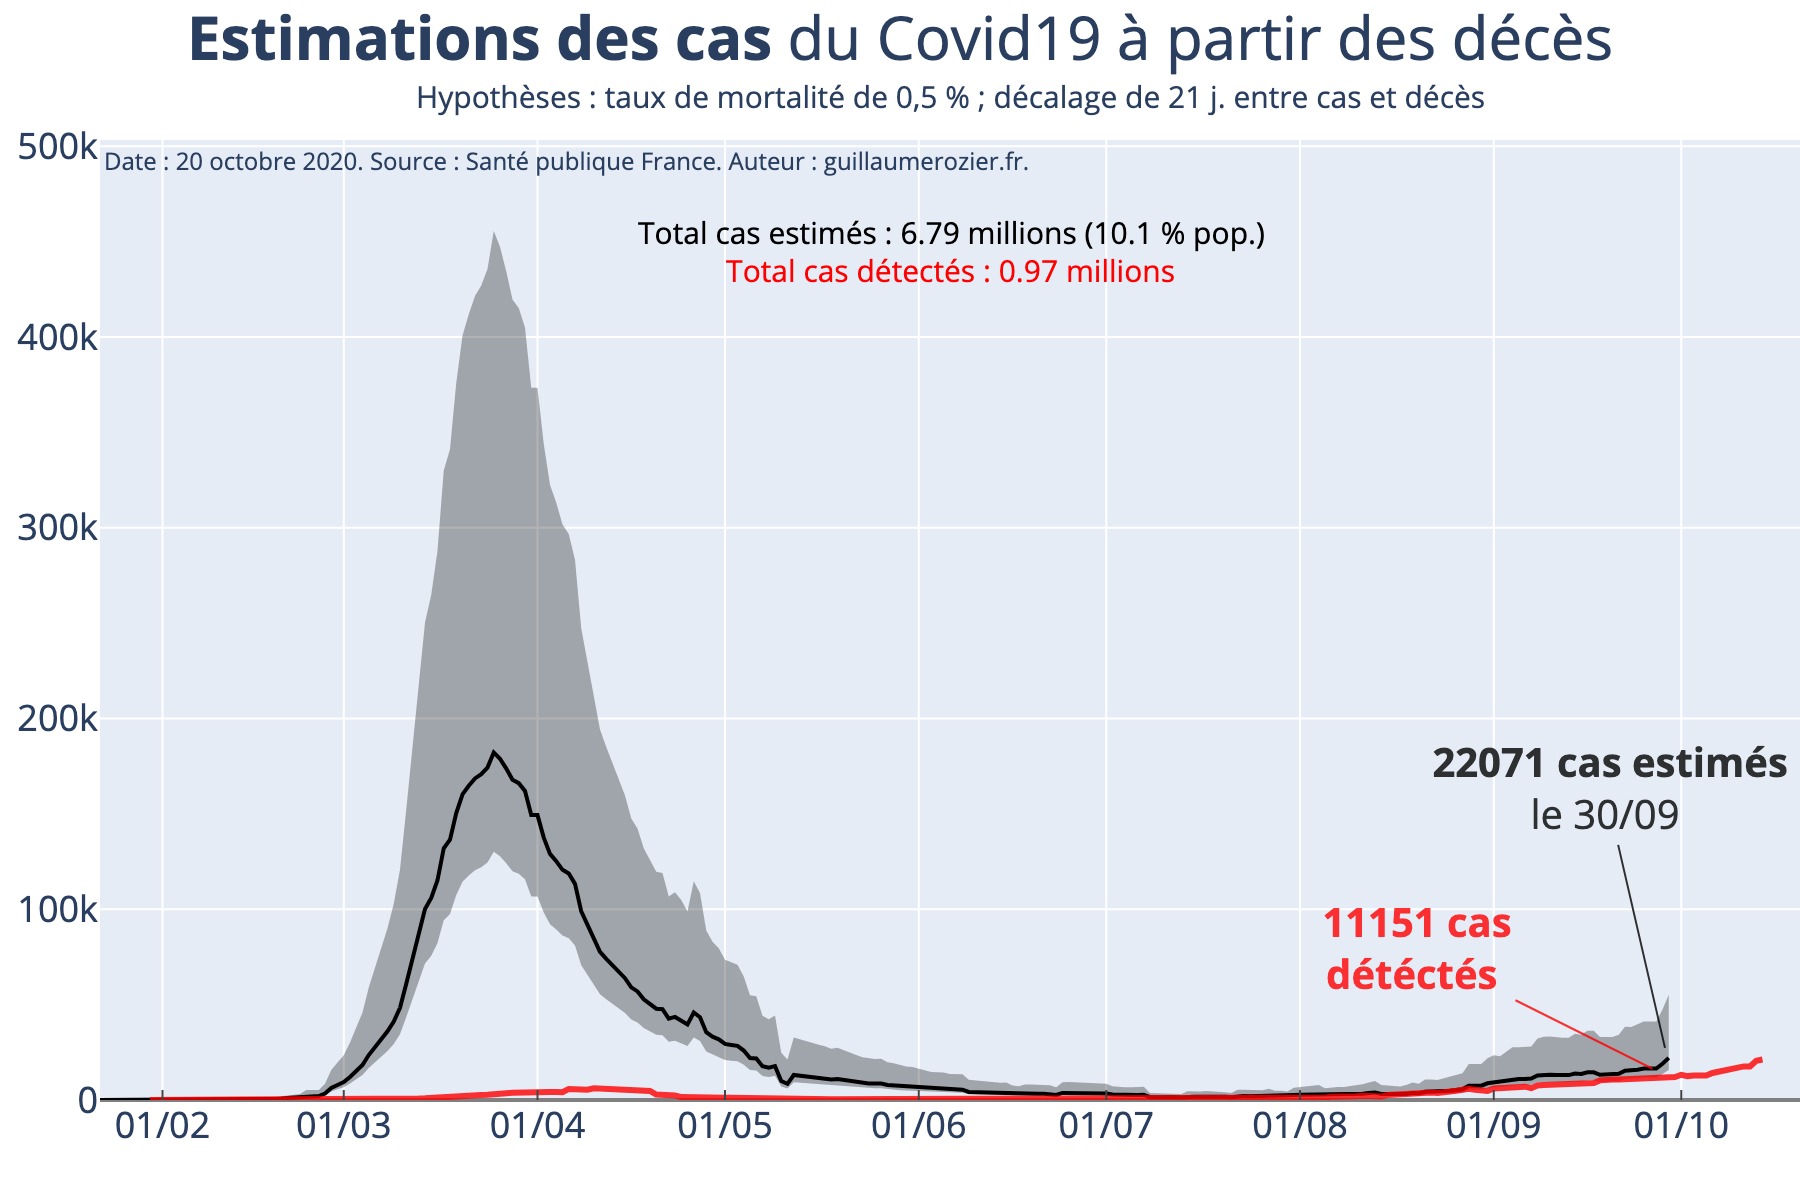 Estimations des cas du Covid19 à partir des décès
Hypothèses : taux de mortalité de 0,5 % ; décalage de 21 j. entre cas et décès
500k
Date : 20 octobre 2020. Source : Santé publique France. Auteur : guillaumerozier.fr.
Total cas estimés : 6.79 millions (10.1 % pop.)
Total cas détectés : 0.97 millions
400k
300k
200k
22071 cas estimés
le 30/09
100k
11151 cas
détéctés
0
01/02 01/03 01/04 01/05 01/06 01/07 01/08 01/09 01/10